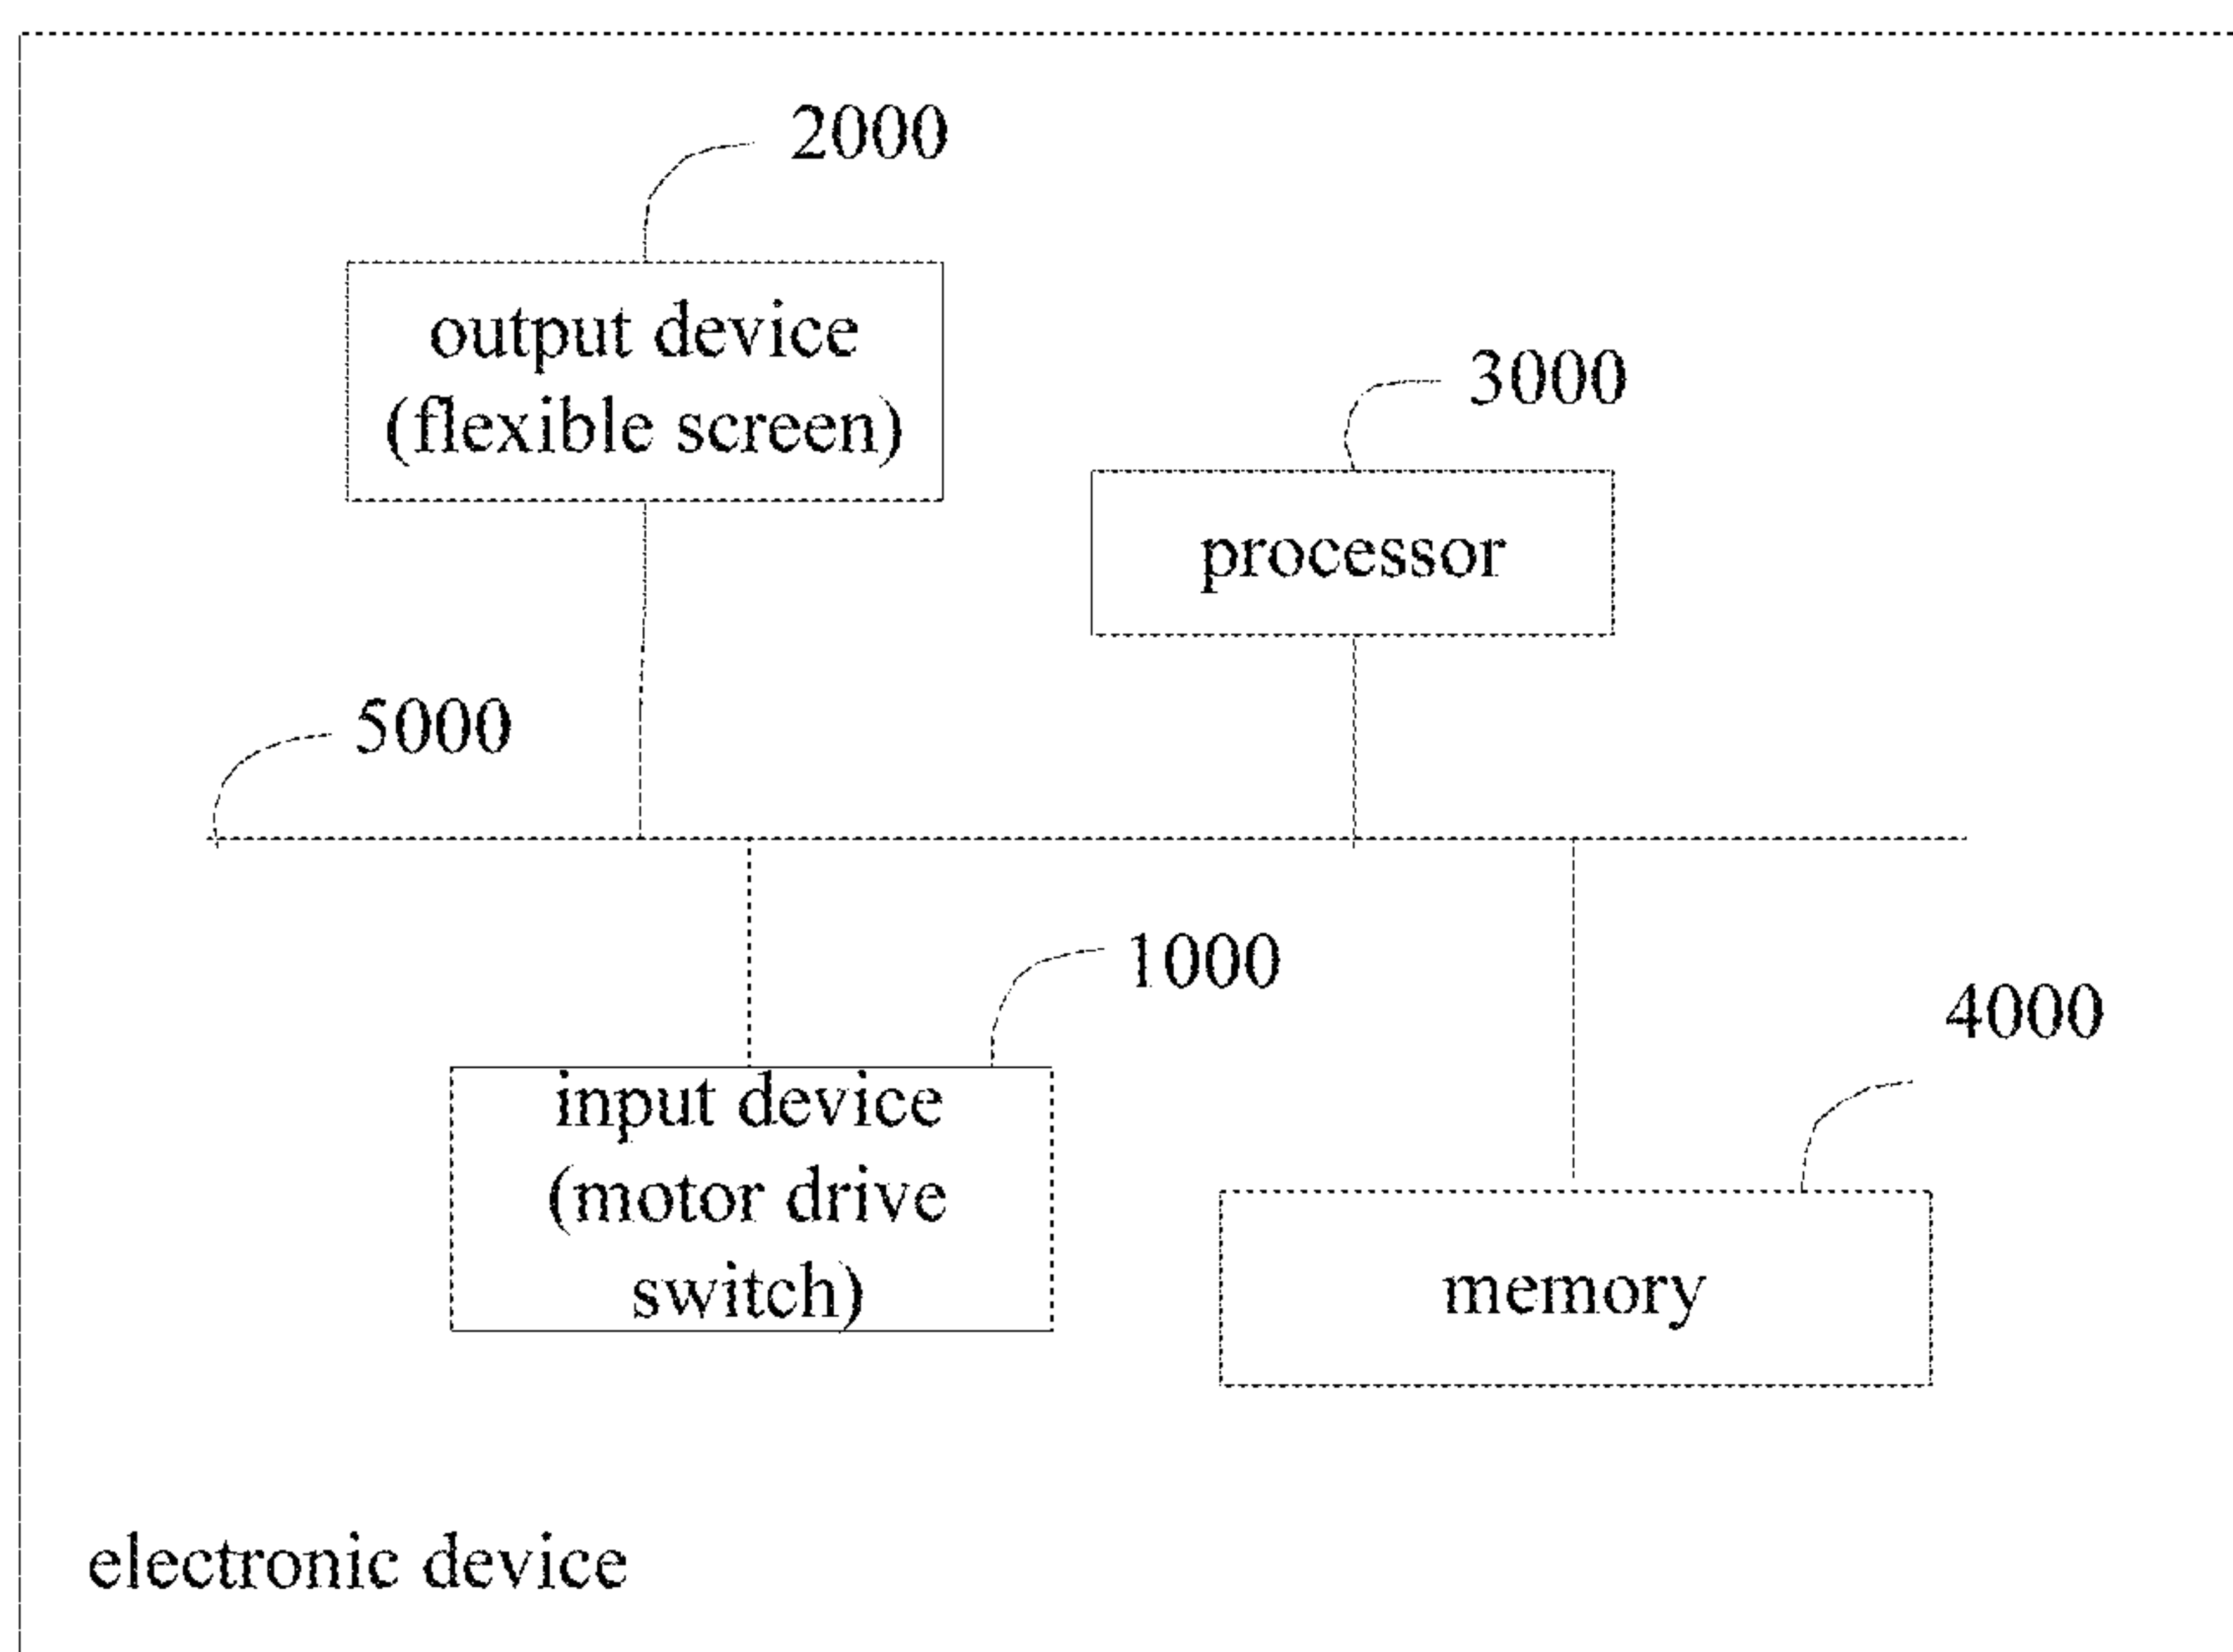 2000
output device
(flexible screen)
3000
processor
5000
1000
input device
(motor drive
switch)
4000
memory
electronic device